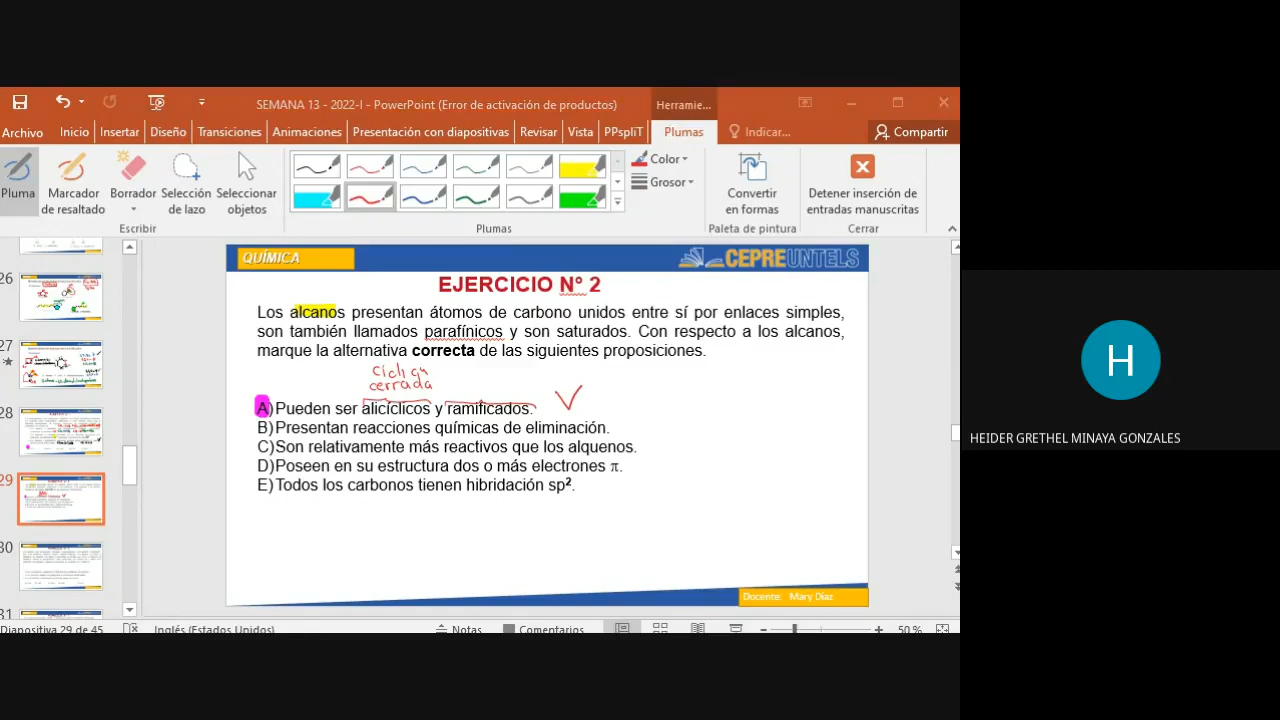 SEMANA 13 - 2022-I - PowerPoint (Error de activación de productos)
Herramie...
Archivo
Inicio
Insertar
Diseño
Transiciones
Animaciones
Presentación con diapositivas
Revisar
Vista
PPspliT
Plumas
Indicar...
Compartir
Pluma
Marcador de resaltado
Borrador
Selección de lazo
Seleccionar objetos
Color
Grosor
Convertir en formas
Detener inserción de entradas manuscritas
Escribir
Plumas
Paleta de pintura
Cerrar
26
27
28
29
30
31
QUÍMICA
CEPREUNTELS
EJERCICIO N° 2
Los alcanos presentan átomos de carbono unidos entre sí por enlaces simples,
son también llamados parafínicos y son saturados. Con respecto a los alcanos,
marque la alternativa correcta de las siguientes proposiciones.
cerrada
A) Pueden ser alicíclicos y ramificados.
B) Presentan reacciones químicas de eliminación.
C) Son relativamente más reactivos que los alquenos.
D) Poseen en su estructura dos o más electrones π.
E) Todos los carbonos tienen hibridación sp².
Docente: Mary Díaz
Diapositiva 29 de 45
Inglés (Estados Unidos)
Notas
Comentarios
50 %
H
HEIDER GRETHEL MINAYA GONZALES